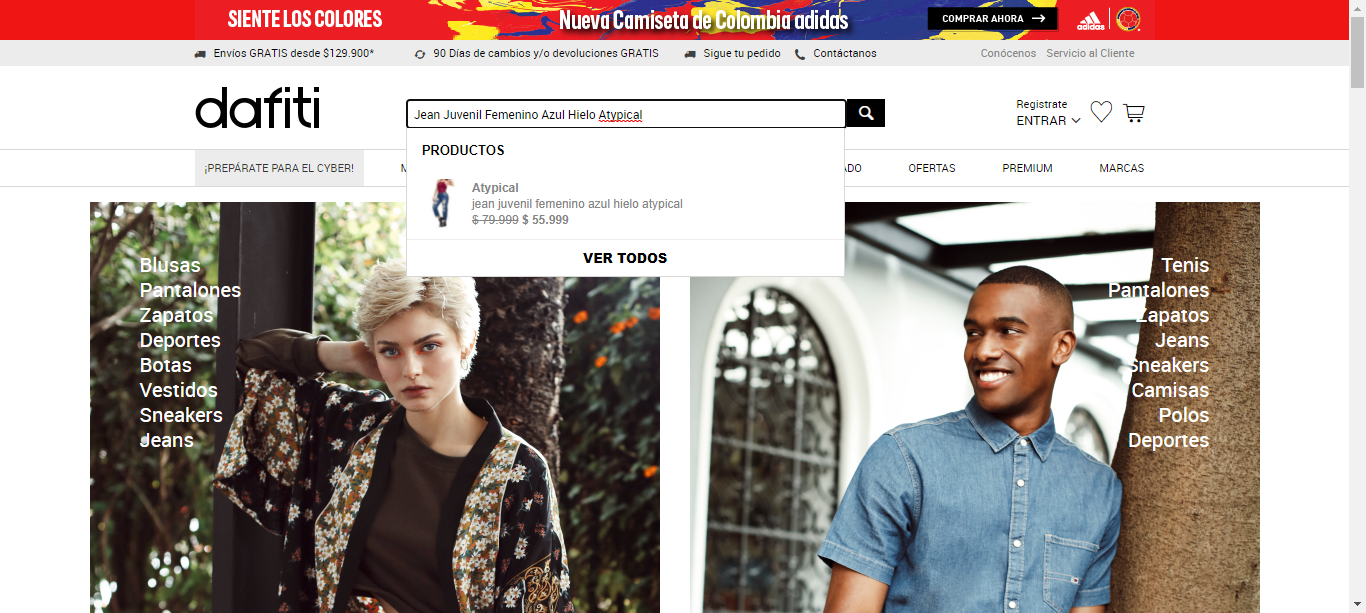 SIENTE LOS COLORES
Nueva Camiseta de Colombia adidas
COMPRAR AHORA
adidas
Envíos GRATIS desde $129.900*
90 Días de cambios y/o devoluciones GRATIS
Sigue tu pedido
Contáctanos
Conócenos
Servicio al Cliente
dafiti
Jean Juvenil Femenino Azul Hielo Atypical
Registrate
ENTRAR
¡PREPÁRATE PARA EL CYBER!
OFERTAS
PREMIUM
MARCAS
PRODUCTOS
Atypical
jean juvenil femenino azul hielo atypical
$ 79.999 $ 55.999
VER TODOS
Blusas
Pantalones
Zapatos
Deportes
Botas
Vestidos
Sneakers
Jeans
Tenis
Pantalones
Zapatos
Jeans
Sneakers
Camisas
Polos
Deportes